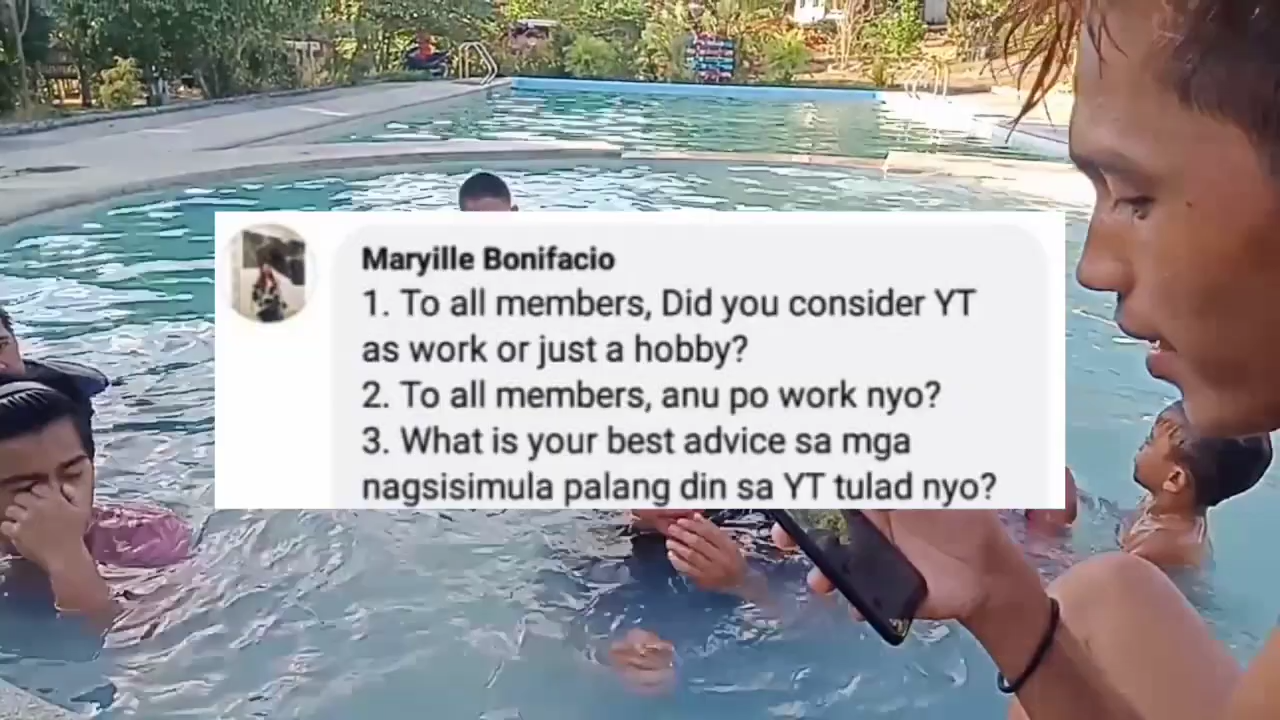 Maryille Bonifacio
1. To all members, Did you consider YT
as work or just a hobby?
2. To all members, anu po work nyo?
3. What is your best advice sa mga
nagsisimula palang din sa YT tulad nyo?